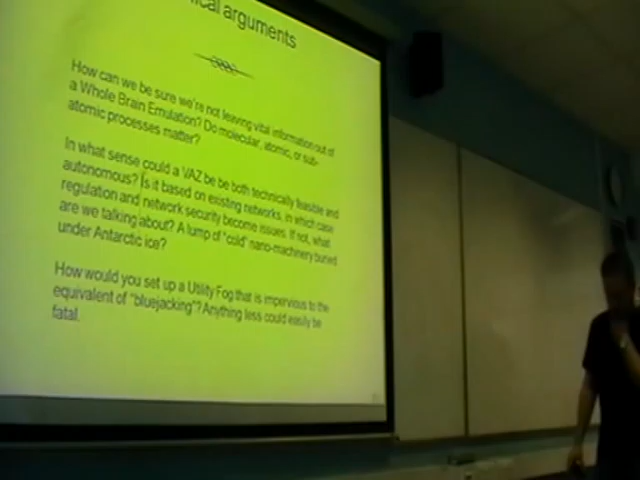 ical arguments
How can we be sure we're not leaving vital information out of
a Whole Brain Emulation? Do molecular, atomic, or sub-
atomic processes matter?
In what sense could a VAZ be be both technically feasible and
autonomous? Is it based on existing networks, in which case
regulation and network security become issues. If not, what
are we talking about? A lump of "cold" nano-machinery buried
under Antarctic ice?
How would you set up a Utility Fog that is impervious to the
equivalent of "bluejacking"? Anything less could easily be
fatal.